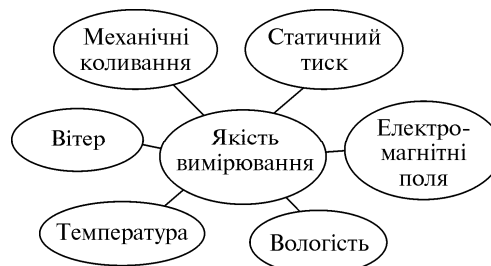 Механічні
коливання
Статичний
тиск
Вітер
Якість
вимірювання
Електро-
магнітні
поля
Температура
Вологість